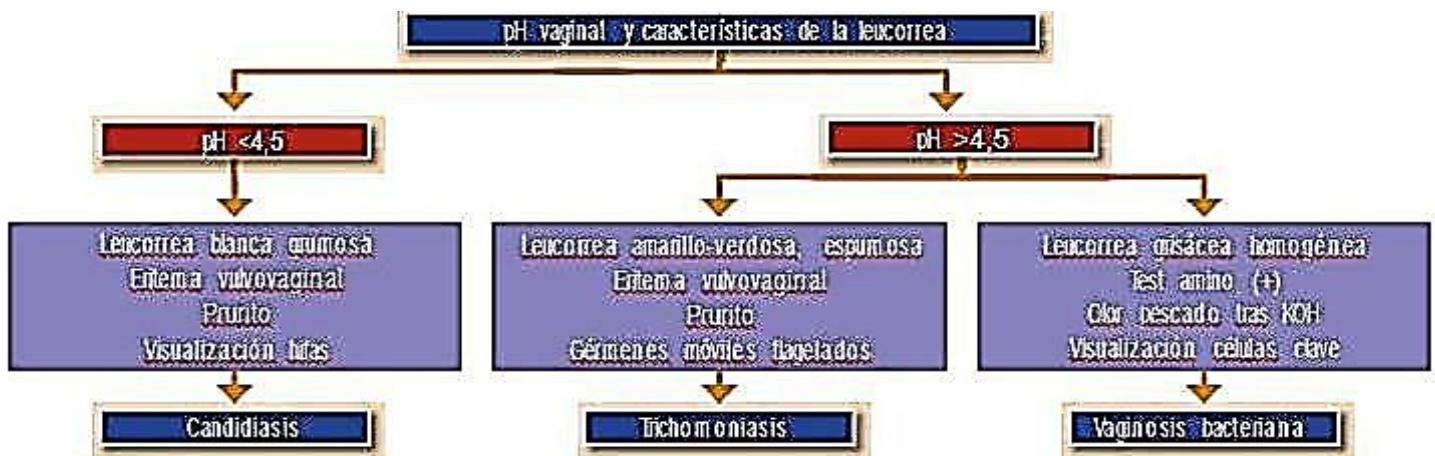 pH vaginal y características de la leucorrea
pH <4,5
pH >4,5
Leucorrea blanca grumosa
Eritema vulvovaginal
Prurito
Visualización hifas
Leucorrea amarillo-verdosa, espumosa
Eritema vulvovaginal
Prurito
Gérmenes móviles flagelados
Leucorrea grisácea homogénea
Test amino (+)
Olor pescado tras KOH
Visualización células clave
Candidiasis
Trichomoniasis
Vaginosis bacteriana